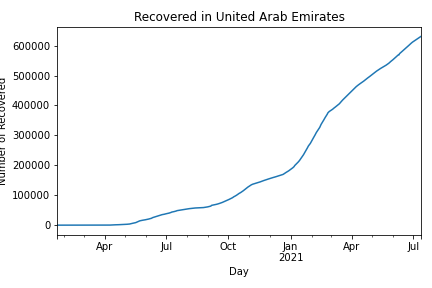 Recovered in United Arab Emirates
600000
500000
400000
300000
200000
100000
0
Number of Recovered
Apr Jul Oct Jan Apr Jul
2021
Day